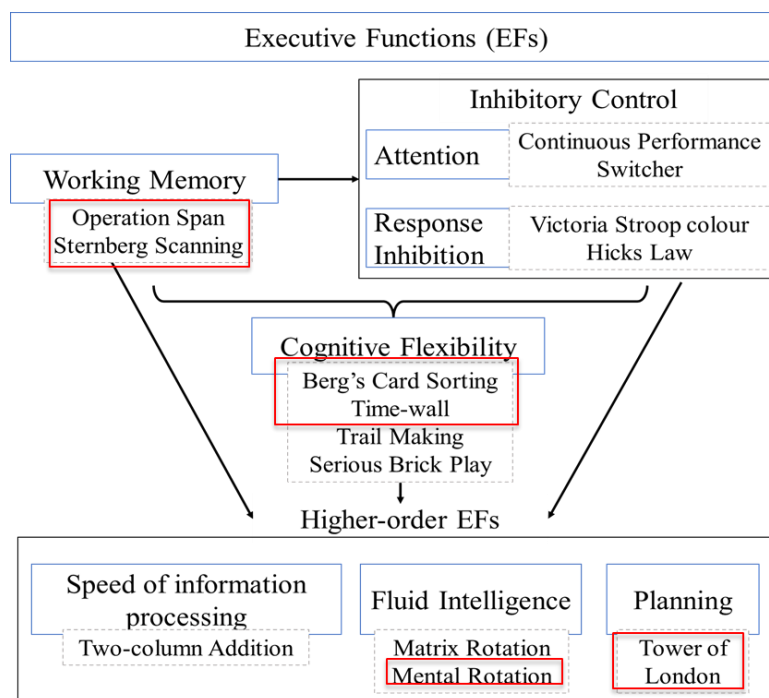 Executive Functions (EFs)
Inhibitory Control
Attention
Continuous Performance
Switcher
Working Memory
Operation Span
Sternberg Scanning
Response
Inhibition
Victoria Stroop colour
Hicks Law
Cognitive Flexibility
Berg's Card Sorting
Time-wall
Trail Making
Serious Brick Play
Higher-order EFs
Speed of information
processing
Two-column Addition
Fluid Intelligence
Matrix Rotation
Mental Rotation
Planning
Tower of
London